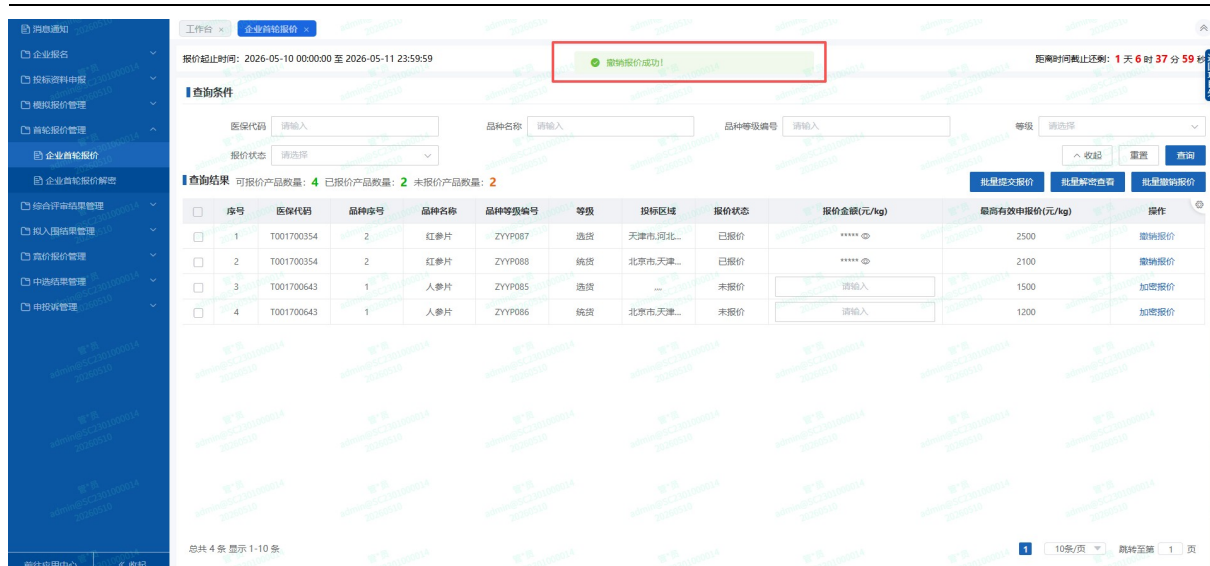 消息通知
企业报名
投标资料申报
模拟报价管理
首轮报价管理
企业首轮报价
企业首轮报价解密
综合评审结果管理
拟入围结果管理
竞价报价管理
中选结果管理
申投诉管理
前往应用中心 收起
工作台 × 企业首轮报价 ×
报价起止时间：2026-05-10 00:00:00 至 2026-05-11 23:59:59 撤销报价成功! 距离时间截止还剩：1 天 6 时 37 分 59 秒
查询条件
医保代码 请输入 品种名称 请输入 品种等级编号 请输入 等级 请选择
报价状态 请选择 收起 重置 查询
查询结果 可报价产品数量：4 已报价产品数量：2 未报价产品数量：2 批量提交报价 批量解密查看 批量撤销报价
序号 医保代码 品种序号 品种名称 品种等级编号 等级 投标区域 报价状态 报价金额(元/kg) 最高有效申报价(元/kg) 操作
1 T001700354 2 红参片 ZYYP087 选货 天津市,河北... 已报价 ***** 2500 撤销报价
2 T001700354 2 红参片 ZYYP088 统货 北京市,天津... 已报价 ***** 2100 撤销报价
3 T001700643 1 人参片 ZYYP085 选货 ,,,, 未报价 请输入 1500 加密报价
4 T001700643 1 人参片 ZYYP086 统货 北京市,天津... 未报价 请输入 1200 加密报价
总共 4 条 显示 1-10 条 1 10条/页 跳转至第 1 页